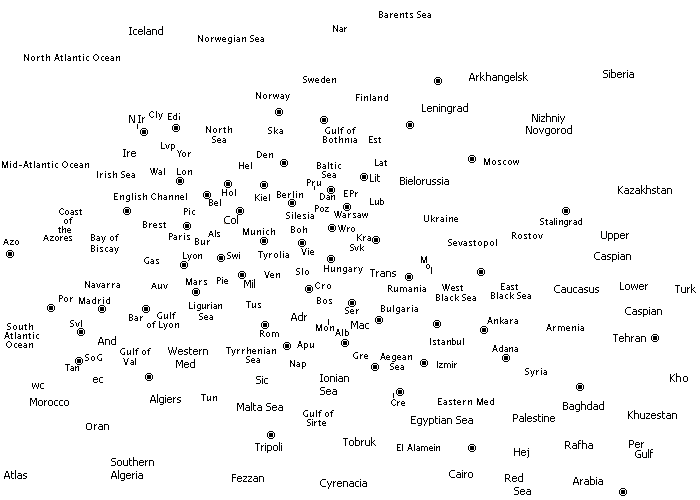 Barents Sea
Iceland
Nar
Norwegian Sea
North Atlantic Ocean
Siberia
Arkhangelsk
Sweden
Norway
Finland
Leningrad
N Ir
I
Cly
Edi
Nizhniy
Novgorod
North
Sea
Ska
Gulf of
Bothnia
Est
Lvp
Ire
Yor
Den
Lat
Moscow
Mid-Atlantic Ocean
Irish Sea
Wal
Lon
Hel
Baltic
Sea
Lit
Bielorussia
Pru
I
Kazakhstan
English Channel
Hol
Bel
Kiel
Berlin
Dan
EPr
Lub
Coast
of
the
Azores
Pic
Col
Silesia
Poz
Warsaw
Ukraine
Stalingrad
Brest
Als
Munich
Boh
Wro
Rostov
Upper
Caspian
Azo
Bay of
Biscay
Paris
Bur
Kra
Svk
Sevastopol
Gas
Lyon
Swi
Tyrolia
Vie
Hungary
M
o
l
Navarra
Auv
Mars
Pie
Mil
Ven
Slo
Trans
Cro
Rumania
West
Black Sea
East
Black Sea
Caucasus
Lower
Caspian
Turk
Por
Madrid
Ligurian
Sea
Tus
Bos
Ser
Bulgaria
Bar
Gulf
of Lyon
Adr
South
Atlantic
Ocean
Svl
Rom
I
Mon
Alb
Mac
Ankara
Armenia
And
Apu
Istanbul
Tehran
SoG
Gulf of
Val
Western
Med
Tyrrhenian
Sea
Gre
Aegean
Sea
Adana
Tan
Nap
Izmir
Syria
wc
Morocco
ec
Sic
Ionian
Sea
Kho
Algiers
Tun
Malta Sea
I
Cre
Eastern Med
Baghdad
Gulf of
Sirte
Egyptian Sea
Palestine
Khuzestan
Oran
Tripoli
Tobruk
El Alamein
Hej
Rafha
Per
Gulf
Atlas
Southern
Algeria
Fezzan
Cyrenacia
Cairo
Red
Sea
Arabia